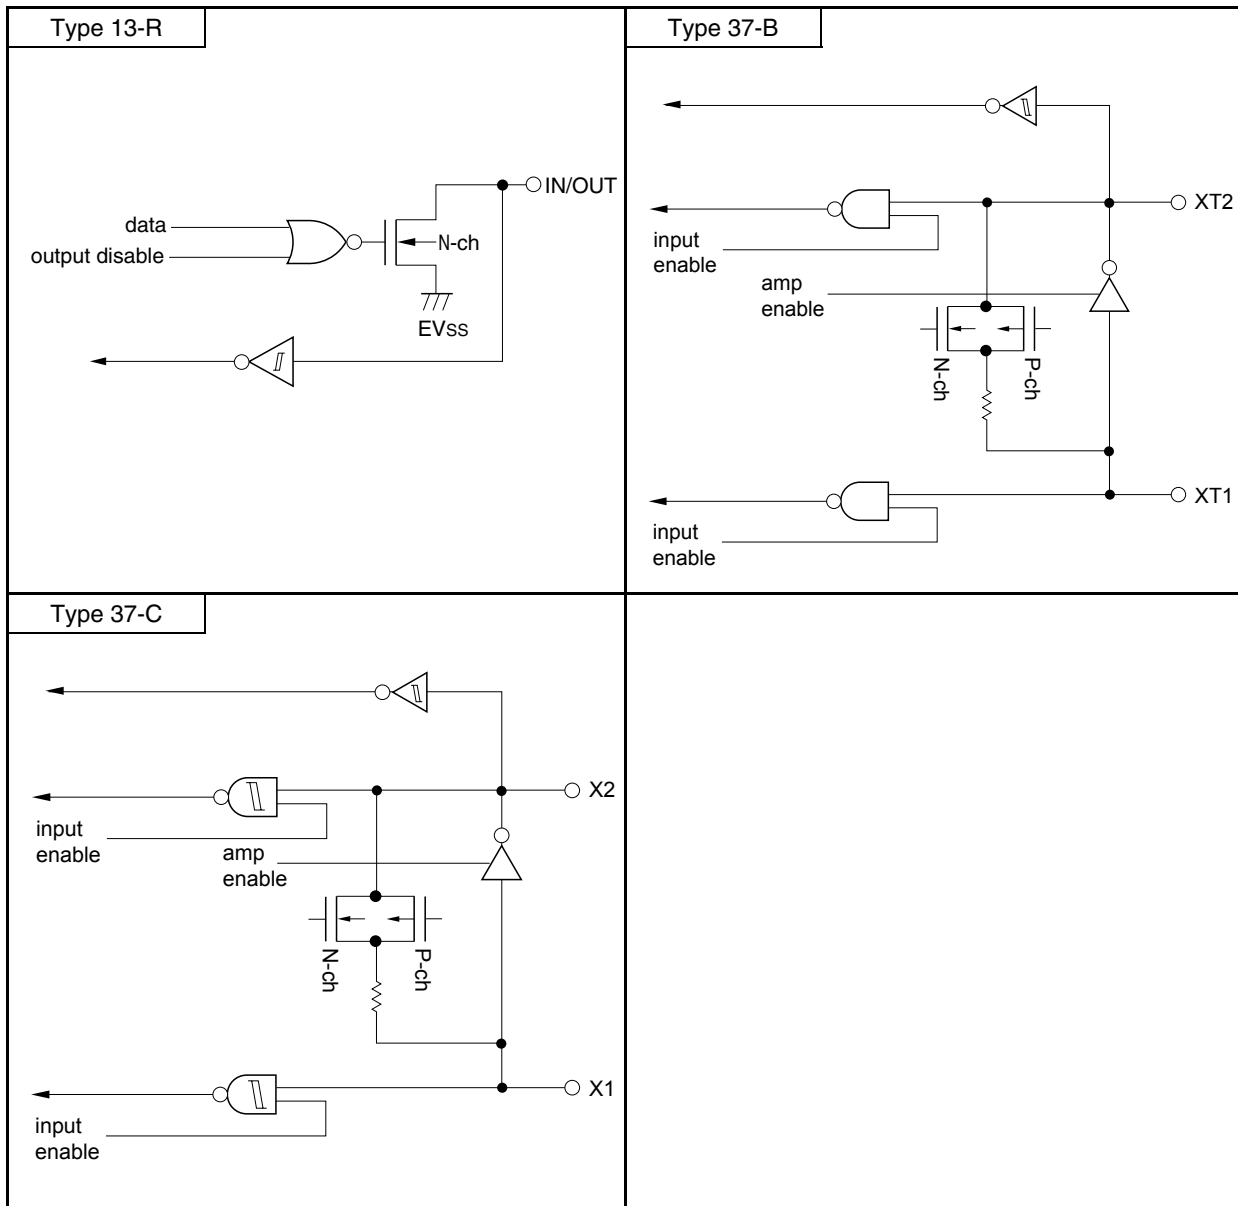 Type 13-R
data
output disable
N-ch
EVSS
IN/OUT
Type 37-B
XT2
input
enable
amp
enable
N-ch
P-ch
XT1
input
enable
Type 37-C
X2
input
enable
amp
enable
N-ch
P-ch
X1
input
enable